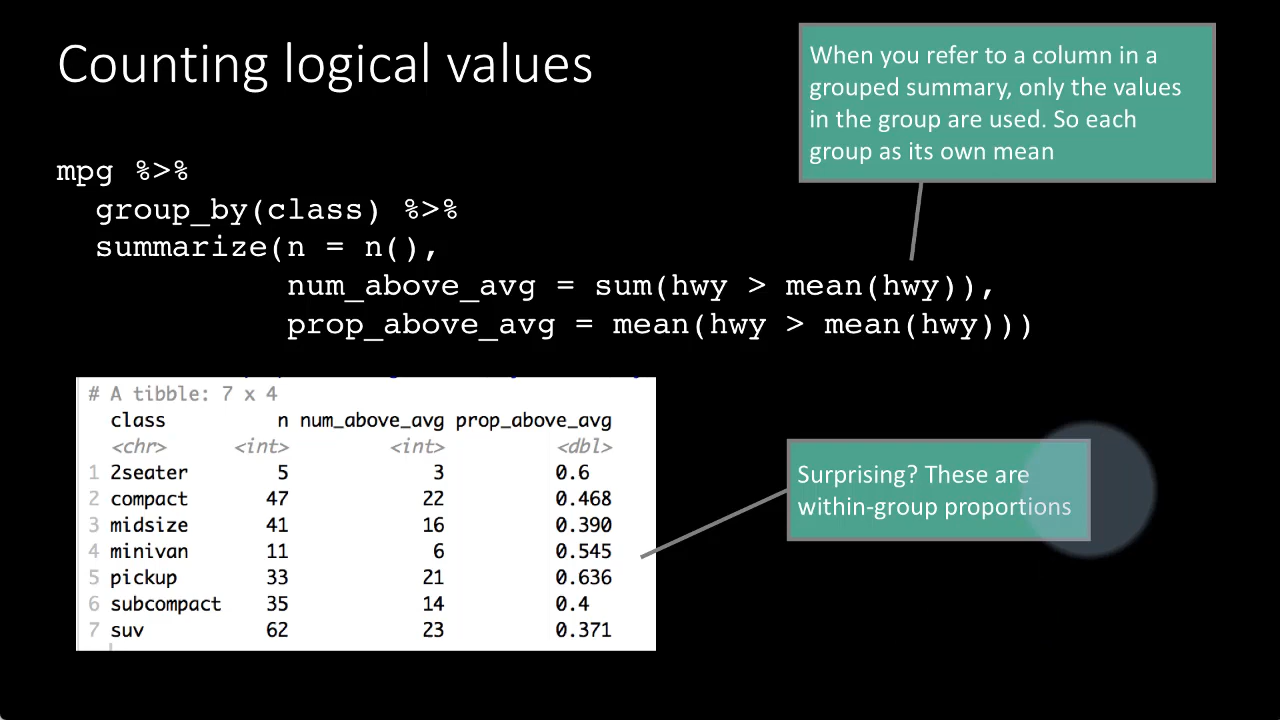 Counting logical values
When you refer to a column in a
grouped summary, only the values
in the group are used. So each
group as its own mean
mpg %>%
  group_by(class) %>%
  summarize(n = n(),
            num_above_avg = sum(hwy > mean(hwy)),
            prop_above_avg = mean(hwy > mean(hwy)))
# A tibble: 7 x 4
  class n num_above_avg prop_above_avg
  <chr> <int> <int> <dbl>
1 2seater 5 3 0.6
2 compact 47 22 0.468
3 midsize 41 16 0.390
4 minivan 11 6 0.545
5 pickup 33 21 0.636
6 subcompact 35 14 0.4
7 suv 62 23 0.371
Surprising? These are
within-group proportions